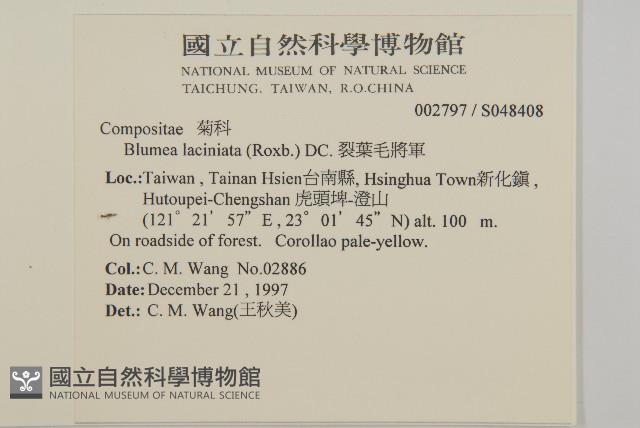 國立自然科學博物館
NATIONAL MUSEUM OF NATURAL SCIENCE
TAICHUNG. TAIWAN, R.O.CHINA
002797 / S048408
Compositae 菊科
Blumea laciniata (Roxb.) DC. 裂葉毛將軍
Loc.:Taiwan , Tainan Hsien台南縣, Hsinghua Town新化鎮 ,
Hutoupei-Chengshan 虎頭埤-澄山
(121° 21' 57" E , 23° 01' 45" N) alt. 100 m.
On roadside of forest. Corollao pale-yellow.
Col.: C. M. Wang No.02886
Date: December 21 , 1997
Det.: C. M. Wang(王秋美)
國立自然科學博物館
NATIONAL MUSEUM OF NATURAL SCIENCE